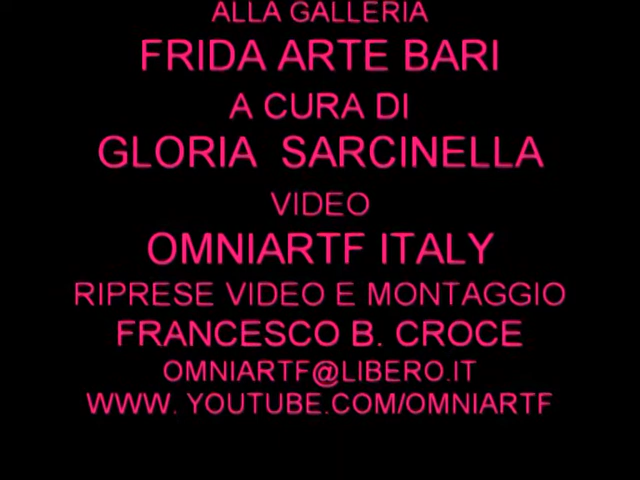 ALLA GALLERIA
FRIDA ARTE BARI
A CURA DI
GLORIA SARCINELLA
VIDEO
OMNIARTF ITALY
RIPRESE VIDEO E MONTAGGIO
FRANCESCO B. CROCE
OMNIARTF@LIBERO.IT
WWW. YOUTUBE.COM/OMNIARTF